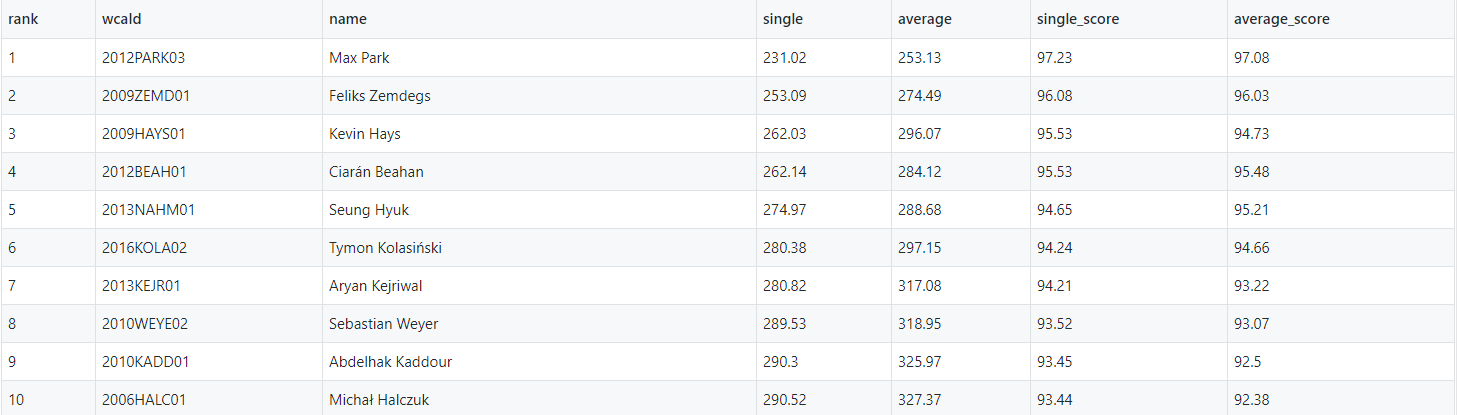 rank wcaId name single average single_score average_score
1 2012PARK03 Max Park 231.02 253.13 97.23 97.08
2 2009ZEMD01 Feliks Zemdegs 253.09 274.49 96.08 96.03
3 2009HAYS01 Kevin Hays 262.03 296.07 95.53 94.73
4 2012BEAH01 Ciarán Beahan 262.14 284.12 95.53 95.48
5 2013NAHM01 Seung Hyuk 274.97 288.68 94.65 95.21
6 2016KOLA02 Tymon Kolasiński 280.38 297.15 94.24 94.66
7 2013KEJR01 Aryan Kejriwal 280.82 317.08 94.21 93.22
8 2010WEYE02 Sebastian Weyer 289.53 318.95 93.52 93.07
9 2010KADD01 Abdelhak Kaddour 290.3 325.97 93.45 92.5
10 2006HALC01 Michał Halczuk 290.52 327.37 93.44 92.38